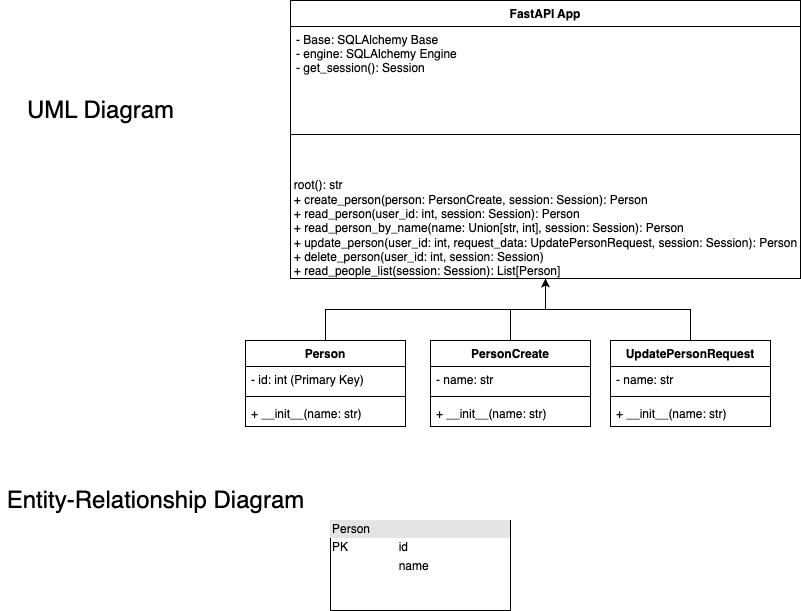 FastAPI App
- Base: SQLAlchemy Base
- engine: SQLAlchemy Engine
- get_session(): Session
UML Diagram
root(): str
+ create_person(person: PersonCreate, session: Session): Person
+ read_person(user_id: int, session: Session): Person
+ read_person_by_name(name: Union[str, int], session: Session): Person
+ update_person(user_id: int, request_data: UpdatePersonRequest, session: Session): Person
+ delete_person(user_id: int, session: Session)
+ read_people_list(session: Session): List[Person]
Person
- id: int (Primary Key)
+ __init__(name: str)
PersonCreate
- name: str
+ __init__(name: str)
UpdatePersonRequest
- name: str
+ __init__(name: str)
Entity-Relationship Diagram
Person
PK id
name